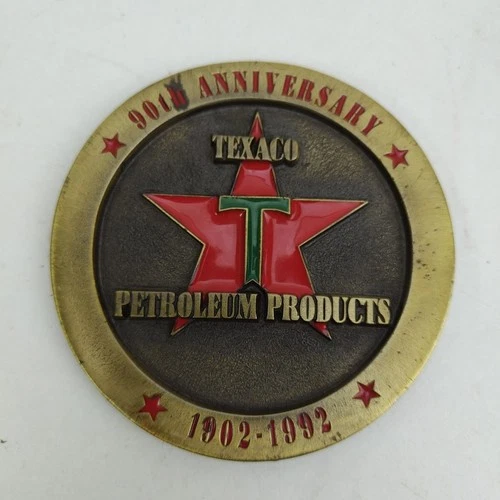 90th ANNIVERSARY
TEXACO
T
PETROLEUM PRODUCTS
1902-1992